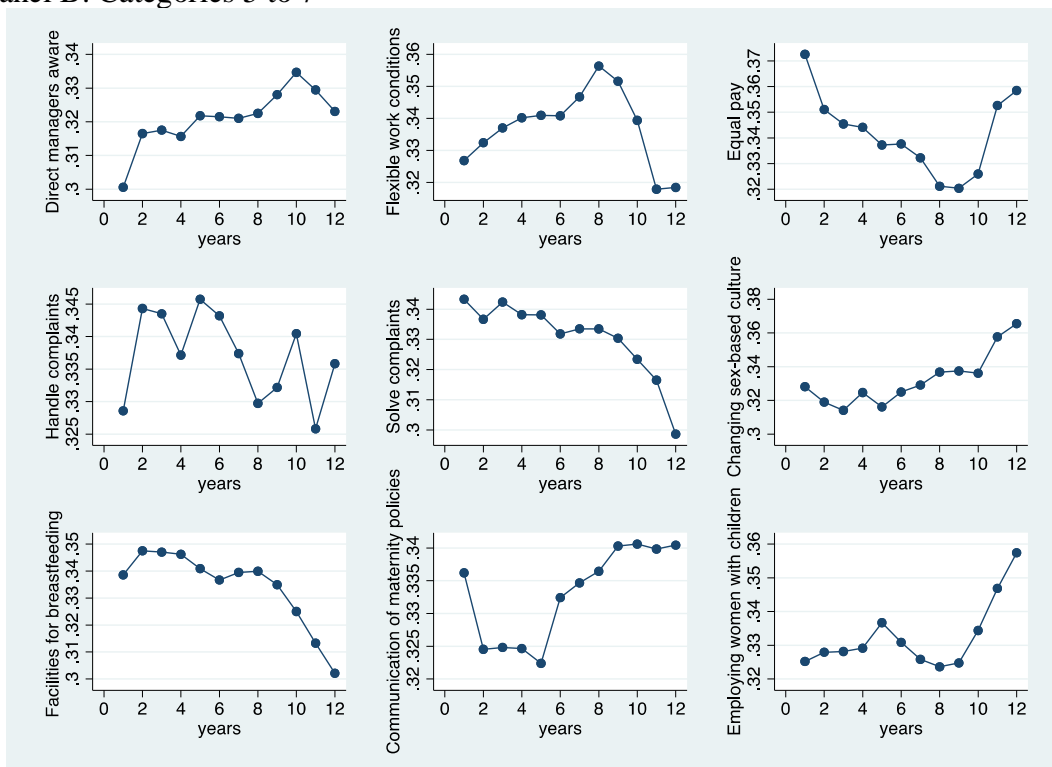 anel B. Categories to 7
Direct managers aware
.3 .31 .32 .33 .34
0 2 4 6 8 10 12
years
Flexible work conditions
.32 .33 .34 .35 .36
0 2 4 6 8 10 12
years
Equal pay
.32 .33 .34 .35 .36 .37
0 2 4 6 8 10 12
years
Handle complaints
.325 .33 .335 .34 .345
0 2 4 6 8 10 12
years
Solve complaints
.3 .31 .32 .33 .34
0 2 4 6 8 10 12
years
Changing sex-based culture
.3 .32 .34 .36 .38
0 2 4 6 8 10 12
years
Facilities for breastfeeding
.3 .31 .32 .33 .34 .35
0 2 4 6 8 10 12
years
Communication of maternity policies
.32 .325 .33 .335 .34
0 2 4 6 8 10 12
years
Employing women with children
.32 .33 .34 .35 .36
0 2 4 6 8 10 12
years